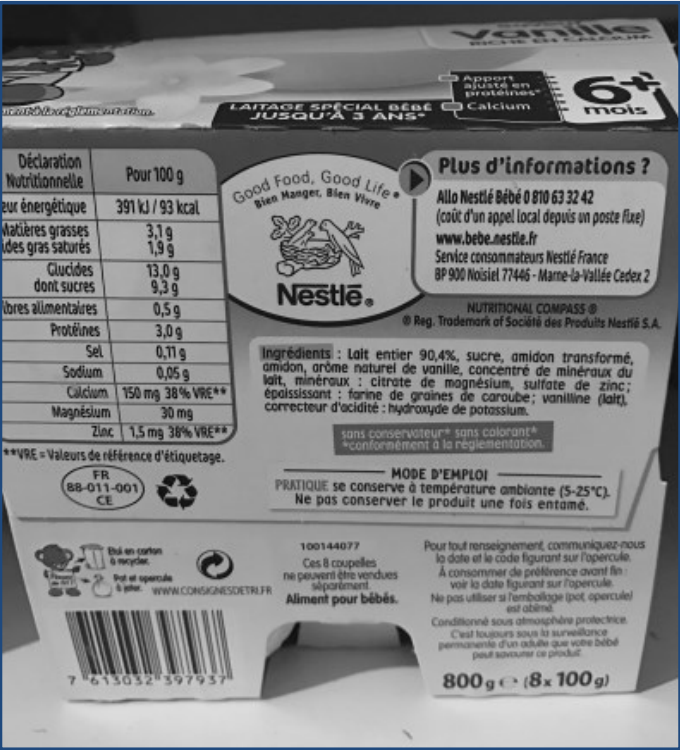 Vanille
RICHE EN CALCIUM
Apport
ajusté en
protéines*
Calcium
6+
mois
LAITAGE SPÉCIAL BÉBÉ
JUSQU'À 3 ANS*
à la réglementation.
Déclaration
Nutritionnelle
Pour 100 g
eur énergétique 391 kJ / 93 kcal
Matières grasses 3,1 g
des gras saturés 1,9 g
Glucides 13,0 g
dont sucres 9,3 g
ibres alimentaires 0,5 g
Protéines 3,0 g
Sel 0,11 g
Sodium 0,05 g
Calcium 150 mg 38% VRE**
Magnésium 30 mg
Zinc 1,5 mg 38% VRE**
**VRE = Valeurs de référence d'étiquetage.
FR
88-011-001
CE
Good Food, Good Life
Bien Manger, Bien Vivre
Nestlé®
Plus d'informations ?
Allo Nestlé Bébé 0 810 63 32 42
(coût d'un appel local depuis un poste fixe)
www.bebe.nestle.fr
Service consommateurs Nestlé France
BP 900 Noisiel 77446 - Marne-la-Vallée Cedex 2
NUTRITIONAL COMPASS ®
® Reg. Trademark of Société des Produits Nestlé S.A.
Ingrédients : Lait entier 90,4%, sucre, amidon transformé,
amidon, arôme naturel de vanille, concentré de minéraux du
lait, minéraux : citrate de magnésium, sulfate de zinc;
épaississant : farine de graines de caroube; vanilline (lait),
correcteur d'acidité : hydroxyde de potassium.
sans conservateur* sans colorant*
*conformément à la réglementation.
MODE D'EMPLOI
PRATIQUE se conserve à température ambiante (5-25°C).
Ne pas conserver le produit une fois entamé.
Etui en carton
à recycler.
Pot et opercule
à jeter.
WWW.CONSIGNESDETRI.FR
100144077
Ces 8 coupelles
ne peuvent être vendues
séparément.
Aliment pour bébés.
Pour tout renseignement, communiquez-nous
la date et le code figurant sur l'opercule.
À consommer de préférence avant fin :
voir la date figurant sur l'opercule.
Ne pas utiliser si l'emballage (pot, opercule)
est abîmé.
Conditionné sous atmosphère protectrice.
C'est toujours sous la surveillance
permanente d'un adulte que votre bébé
peut savourer ce produit.
7 613032 397937
800 g ℮ (8x 100 g)